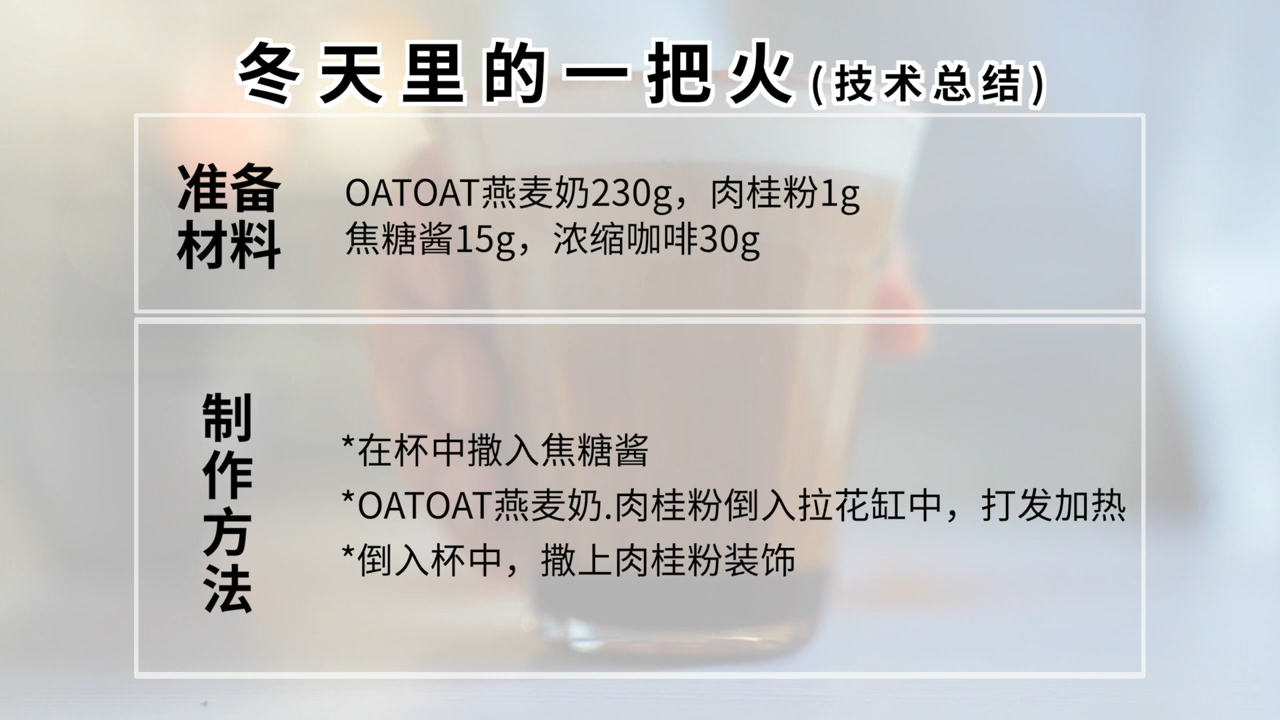 冬天里的一把火(技术总结)
准备
材料
OATOAT燕麦奶230g，肉桂粉1g
焦糖酱15g，浓缩咖啡30g
制
作
方
法
*在杯中撒入焦糖酱
*OATOAT燕麦奶.肉桂粉倒入拉花缸中，打发加热
*倒入杯中，撒上肉桂粉装饰